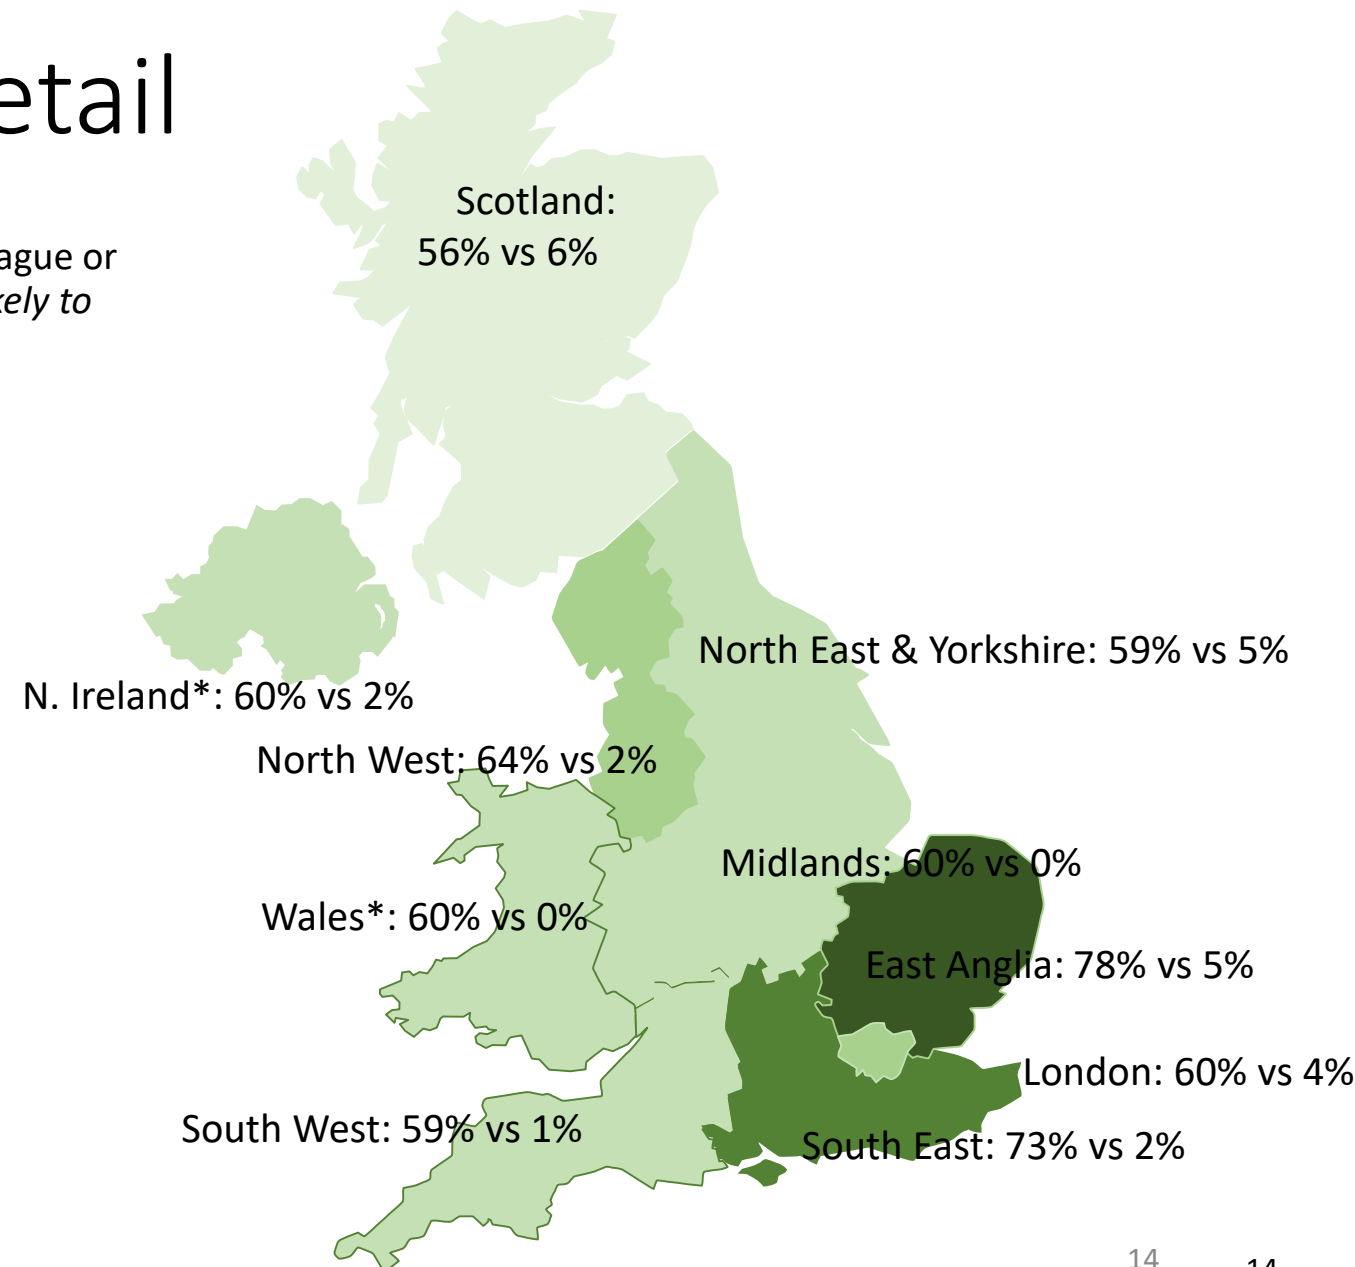 etail
Scotland:
56% vs 6%
ague or
kely to
North East & Yorkshire: 59% vs 5%
N. Ireland*: 60% vs 2%
North West: 64% vs 2%
Midlands: 60% vs 0%
Wales*: 60% vs 0%
East Anglia: 78% vs 5%
London: 60% vs 4%
South West: 59% vs 1%
South East: 73% vs 2%
14
14